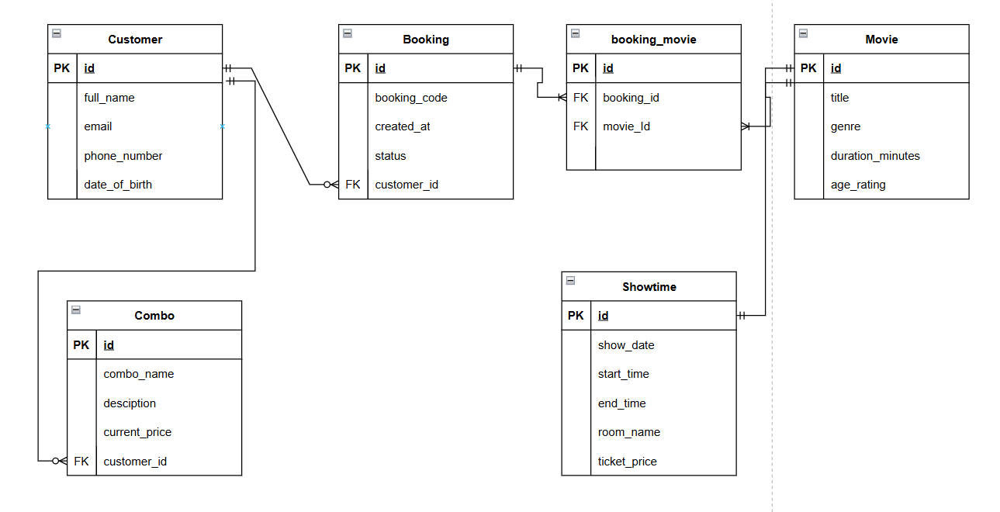 Customer
PK id
full_name
email
phone_number
date_of_birth
Booking
PK id
booking_code
created_at
status
FK customer_id
booking_movie
PK id
FK booking_id
FK movie_Id
Movie
PK id
title
genre
duration_minutes
age_rating
Combo
PK id
combo_name
desciption
current_price
FK customer_id
Showtime
PK id
show_date
start_time
end_time
room_name
ticket_price